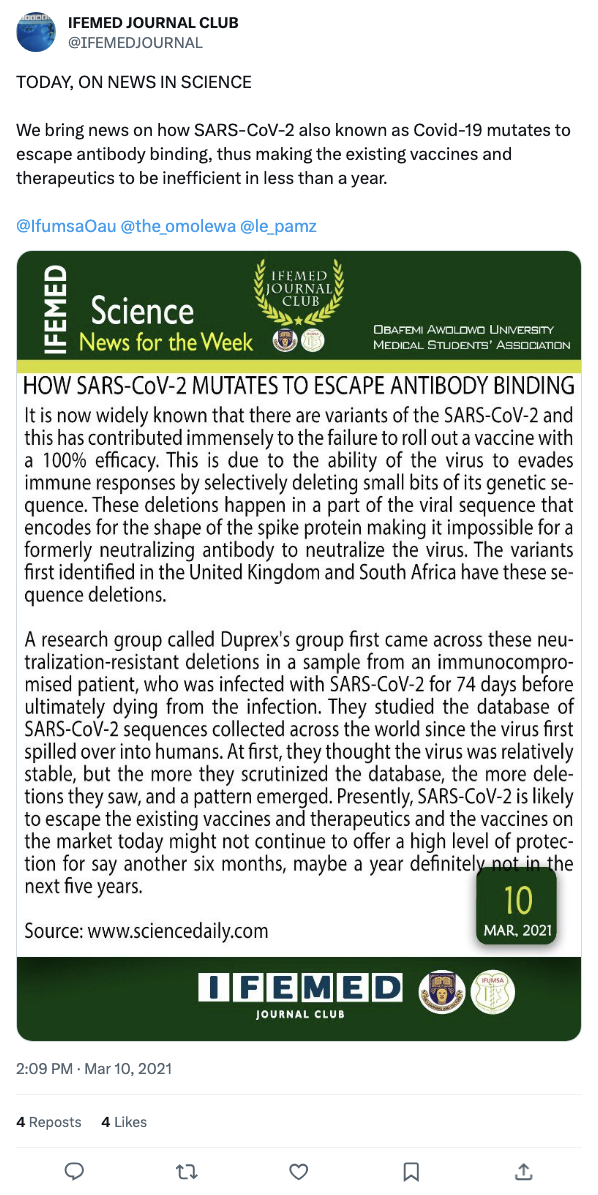 IFEMED JOURNAL CLUB
@IFEMEDJOURNAL
TODAY, ON NEWS IN SCIENCE
We bring news on how SARS-CoV-2 also known as Covid-19 mutates to
escape antibody binding, thus making the existing vaccines and
therapeutics to be inefficient in less than a year.
@IfumsaOau @the_omolewa @le_pamz
IFEMED
Science
News for the Week
IFEMED
JOURNAL
CLUB
OBAFEMI AWOLOWO UNIVERSITY
MEDICAL STUDENTS' ASSOCIATION
HOW SARS-CoV-2 MUTATES TO ESCAPE ANTIBODY BINDING
It is now widely known that there are variants of the SARS-CoV-2 and
this has contributed immensely to the failure to roll out a vaccine with
a 100% efficacy. This is due to the ability of the virus to evades
immune responses by selectively deleting small bits of its genetic se-
quence. These deletions happen in a part of the viral sequence that
encodes for the shape of the spike protein making it impossible for a
formerly neutralizing antibody to neutralize the virus. The variants
first identified in the United Kingdom and South Africa have these se-
quence deletions.
A research group called Duprex's group first came across these neu-
tralization-resistant deletions in a sample from an immunocompro-
mised patient, who was infected with SARS-CoV-2 for 74 days before
ultimately dying from the infection. They studied the database of
SARS-CoV-2 sequences collected across the world since the virus first
spilled over into humans. At first, they thought the virus was relatively
stable, but the more they scrutinized the database, the more dele-
tions they saw, and a pattern emerged. Presently, SARS-CoV-2 is likely
to escape the existing vaccines and therapeutics and the vaccines on
the market today might not continue to offer a high level of protec-
tion for say another six months, maybe a year definitely not in the
next five years.
10
MAR, 2021
Source: www.sciencedaily.com
IFEMED
JOURNAL CLUB
IFUMSA
2:09 PM · Mar 10, 2021
4 Reposts 4 Likes